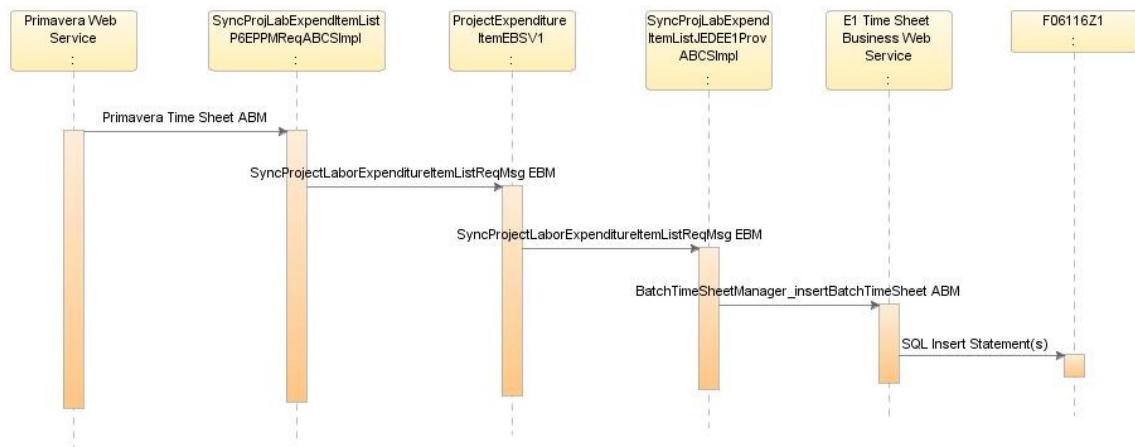 Primavera Web
Service
:
SyncProjLabExpendItemList
P6EPPMReqABCSImpl
:
ProjectExpenditure
ItemEBSV1
:
SyncProjLabExpend
ItemListJEDEE1Prov
ABCSImpl
:
E1 Time Sheet
Business Web
Service
:
F06116Z1
:
Primavera Time Sheet ABM
SyncProjectLaborExpenditureItemListReqMsg EBM
SyncProjectLaborExpenditureItemListReqMsg EBM
BatchTimeSheetManager_insertBatchTimeSheet ABM
SQL Insert Statement(s)